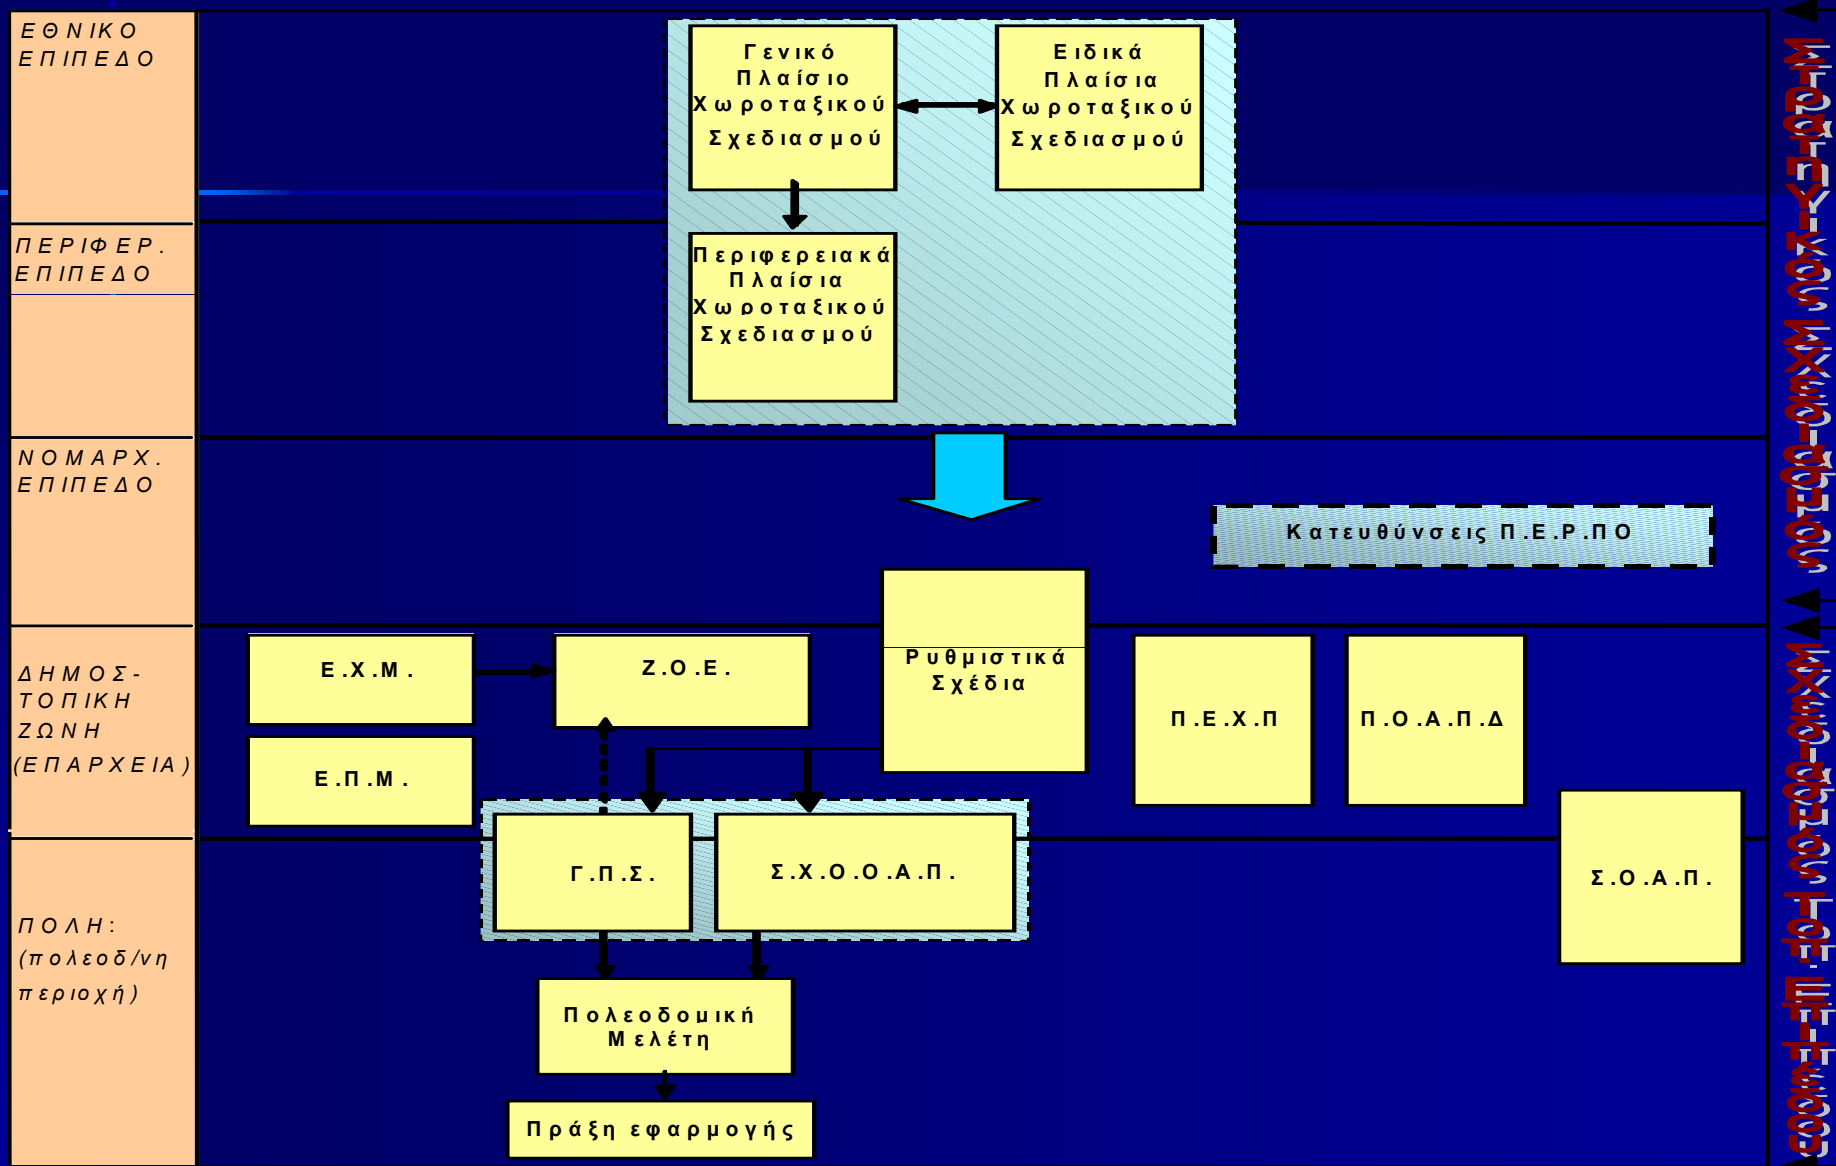 ΕΘΝΙΚΟ
ΕΠΙΠΕΔΟ
Γενικό
Πλαίσιο
Χωροταξικού
Σχεδιασμού
Ειδικά
Πλαίσια
Χωροταξικού
Σχεδιασμού
ΠΕΡΙΦΕΡ.
ΕΠΙΠΕΔΟ
Περιφερειακά
Πλαίσια
Χωροταξικού
Σχεδιασμού
ΝΟΜΑΡΧ.
ΕΠΙΠΕΔΟ
Κατευθύνσεις Π.Ε.Ρ.ΠΟ
ΔΗΜΟΣ-
ΤΟΠΙΚΗ
ΖΩΝΗ
(ΕΠΑΡΧΕΙΑ)
Ε.Χ.Μ.
Ζ.Ο.Ε.
Ρυθμιστικά
Σχέδια
Π.Ε.Χ.Π
Π.Ο.Α.Π.Δ
Ε.Π.Μ.
Γ.Π.Σ.
Σ.Χ.Ο.Ο.Α.Π.
Σ.Ο.Α.Π.
ΠΟΛΗ:
(πολεοδ/νη
περιοχή)
Πολεοδομική
Μελέτη
Πράξη εφαρμογής